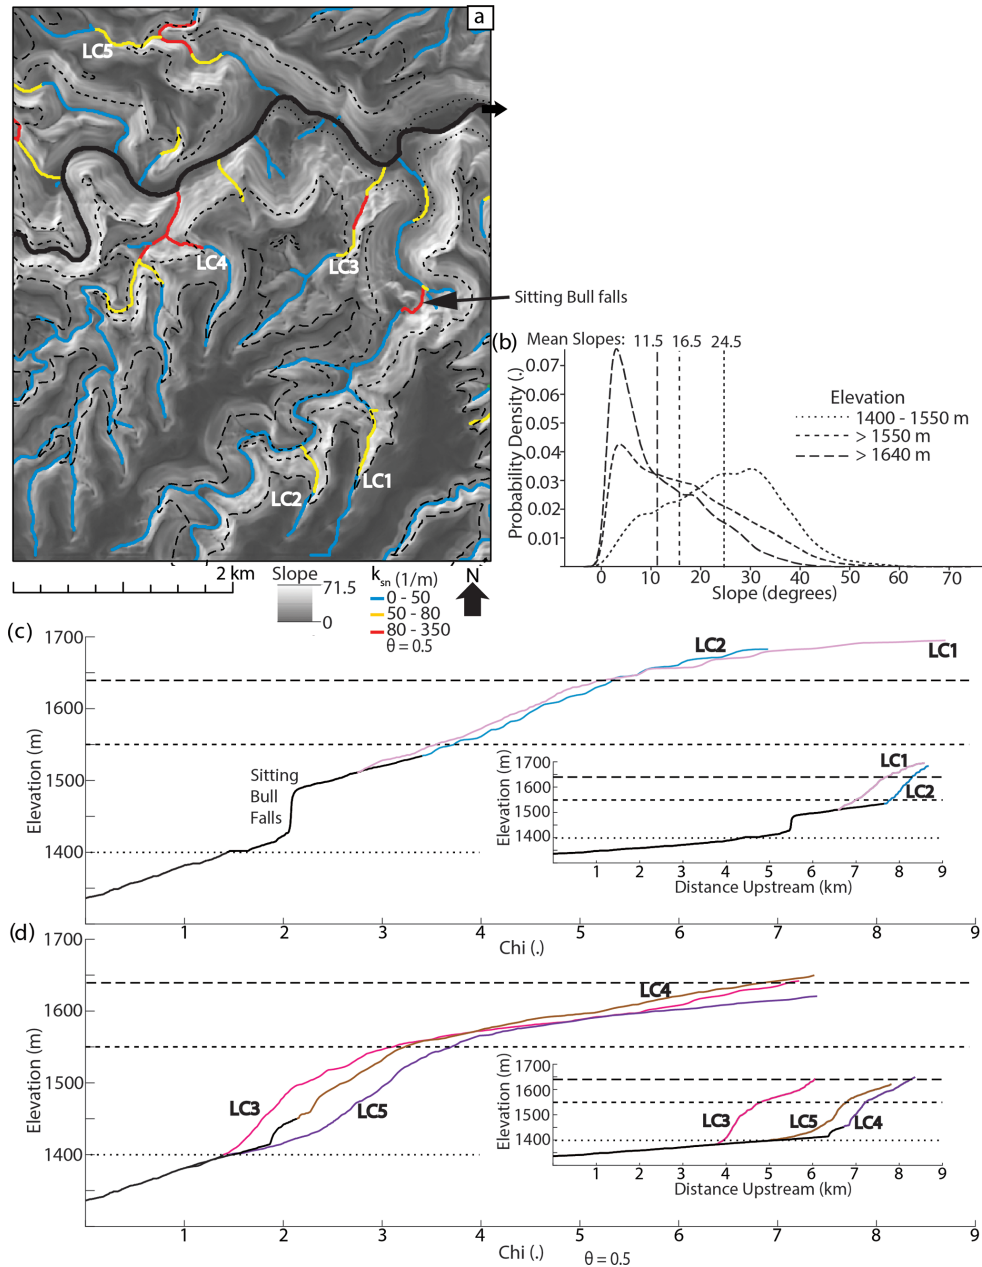 a
LC5
LC4
LC3
LC2
LC1
Sitting Bull falls
2 km
Slope
71.5
0
ksn (1/m)
0 - 50
50 - 80
80 - 350
θ = 0.5
N
(b)
Mean Slopes: 11.5 16.5 24.5
Probability Density (.)
0.07
0.06
0.05
0.04
0.03
0.02
0.01
0 10 20 30 40 50 60 70
Slope (degrees)
Elevation
1400 - 1550 m
> 1550 m
> 1640 m
(c)
Elevation (m)
1700
1600
1500
1400
LC2
LC1
Sitting
Bull
Falls
1 2 3 4 5 6 7 8 9
Chi (.)
Elevation (m)
1700
1600
1500
1400
LC1
LC2
1 2 3 4 5 6 7 8 9
Distance Upstream (km)
(d)
Elevation (m)
1700
1600
1500
1400
LC4
LC3
LC5
1 2 3 4 5 6 7 8 9
Chi (.)
θ = 0.5
Elevation (m)
1700
1600
1500
1400
LC3
LC5
LC4
1 2 3 4 5 6 7 8 9
Distance Upstream (km)